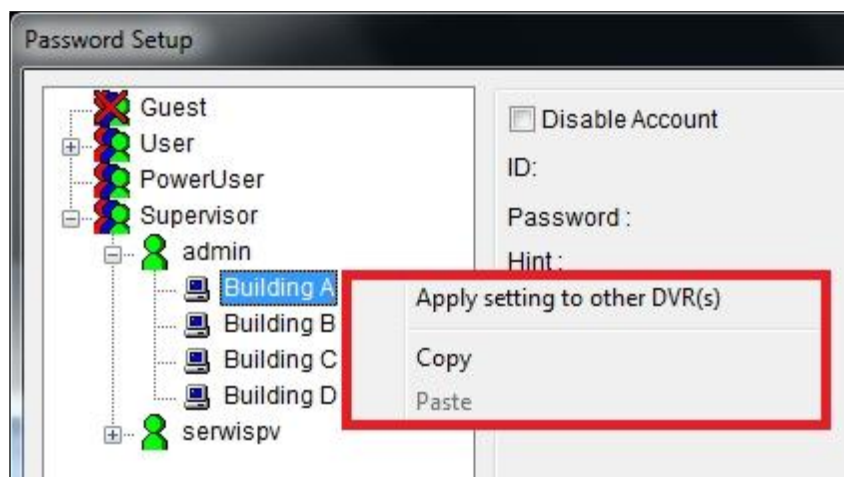 Password Setup
Guest
User
PowerUser
Supervisor
admin
Building A
Building B
Building C
Building D
serwispv
Disable Account
ID:
Password :
Hint :
Apply setting to other DVR(s)
Copy
Paste